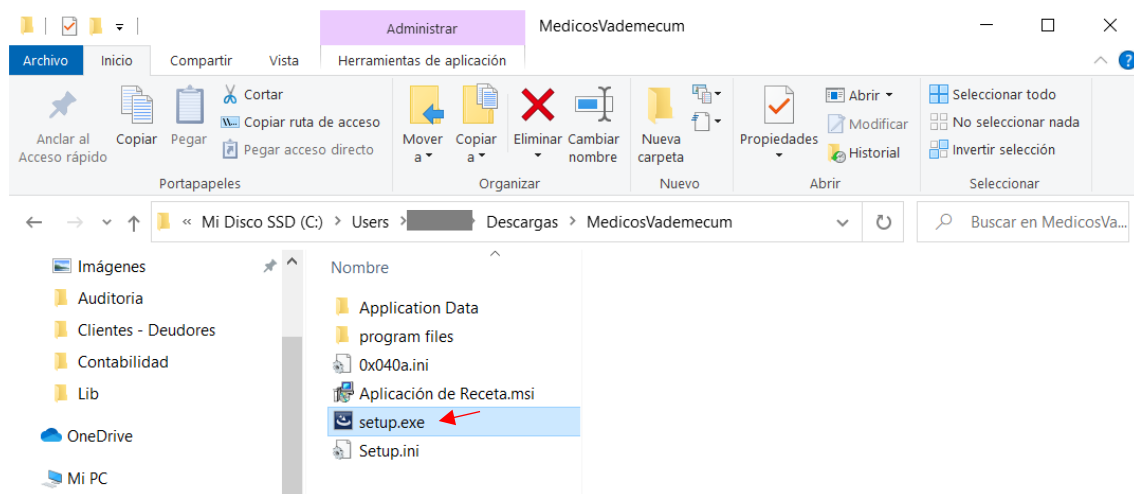 Administrar
MedicosVademecum
Archivo Inicio Compartir Vista Herramientas de aplicación
Anclar al
Acceso rápido
Copiar
Pegar
Cortar
Copiar ruta de acceso
Pegar acceso directo
Portapapeles
Mover
a
Copiar
a
Eliminar
Cambiar
nombre
Organizar
Nueva
carpeta
Nuevo
Propiedades
Abrir
Modificar
Historial
Abrir
Seleccionar todo
No seleccionar nada
Invertir selección
Seleccionar
« Mi Disco SSD (C:) > Users > Descargas > MedicosVademecum
Buscar en MedicosVa...
Imágenes
Auditoria
Clientes - Deudores
Contabilidad
Lib
OneDrive
Mi PC
Nombre
Application Data
program files
0x040a.ini
Aplicación de Receta.msi
setup.exe
Setup.ini